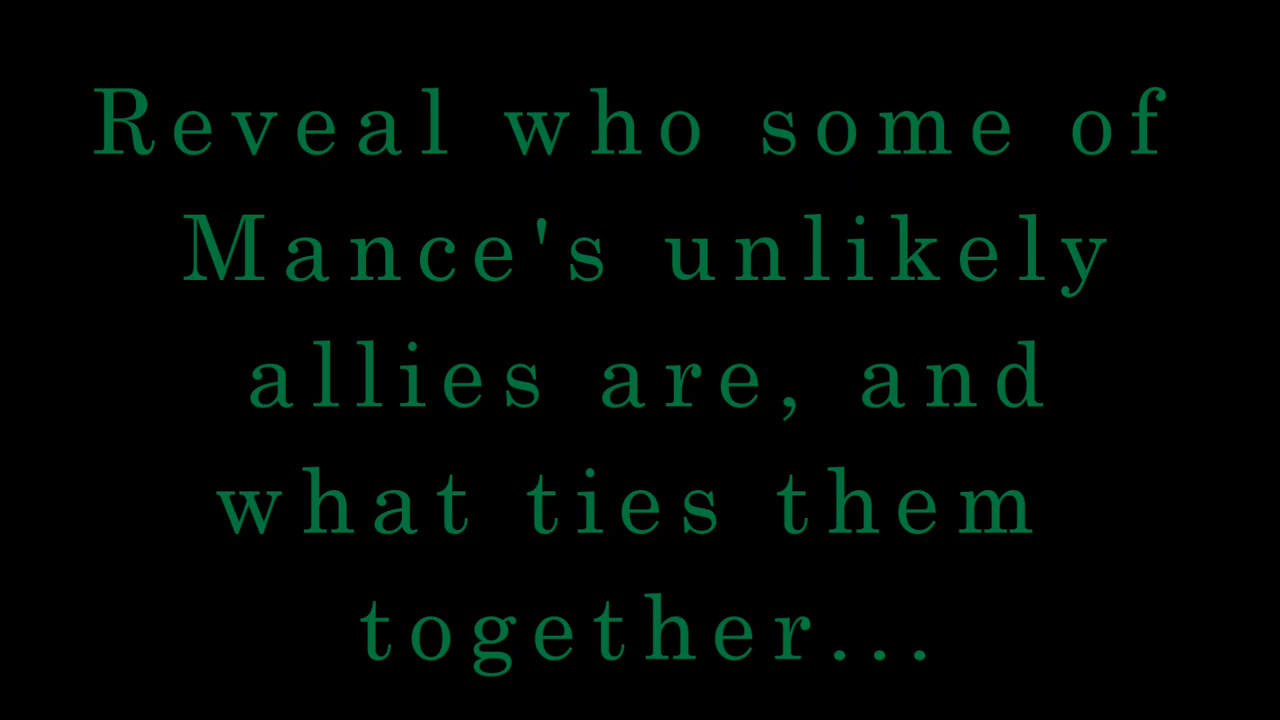 Reveal who some of
Mance's unlikely
allies are, and
what ties them
together...